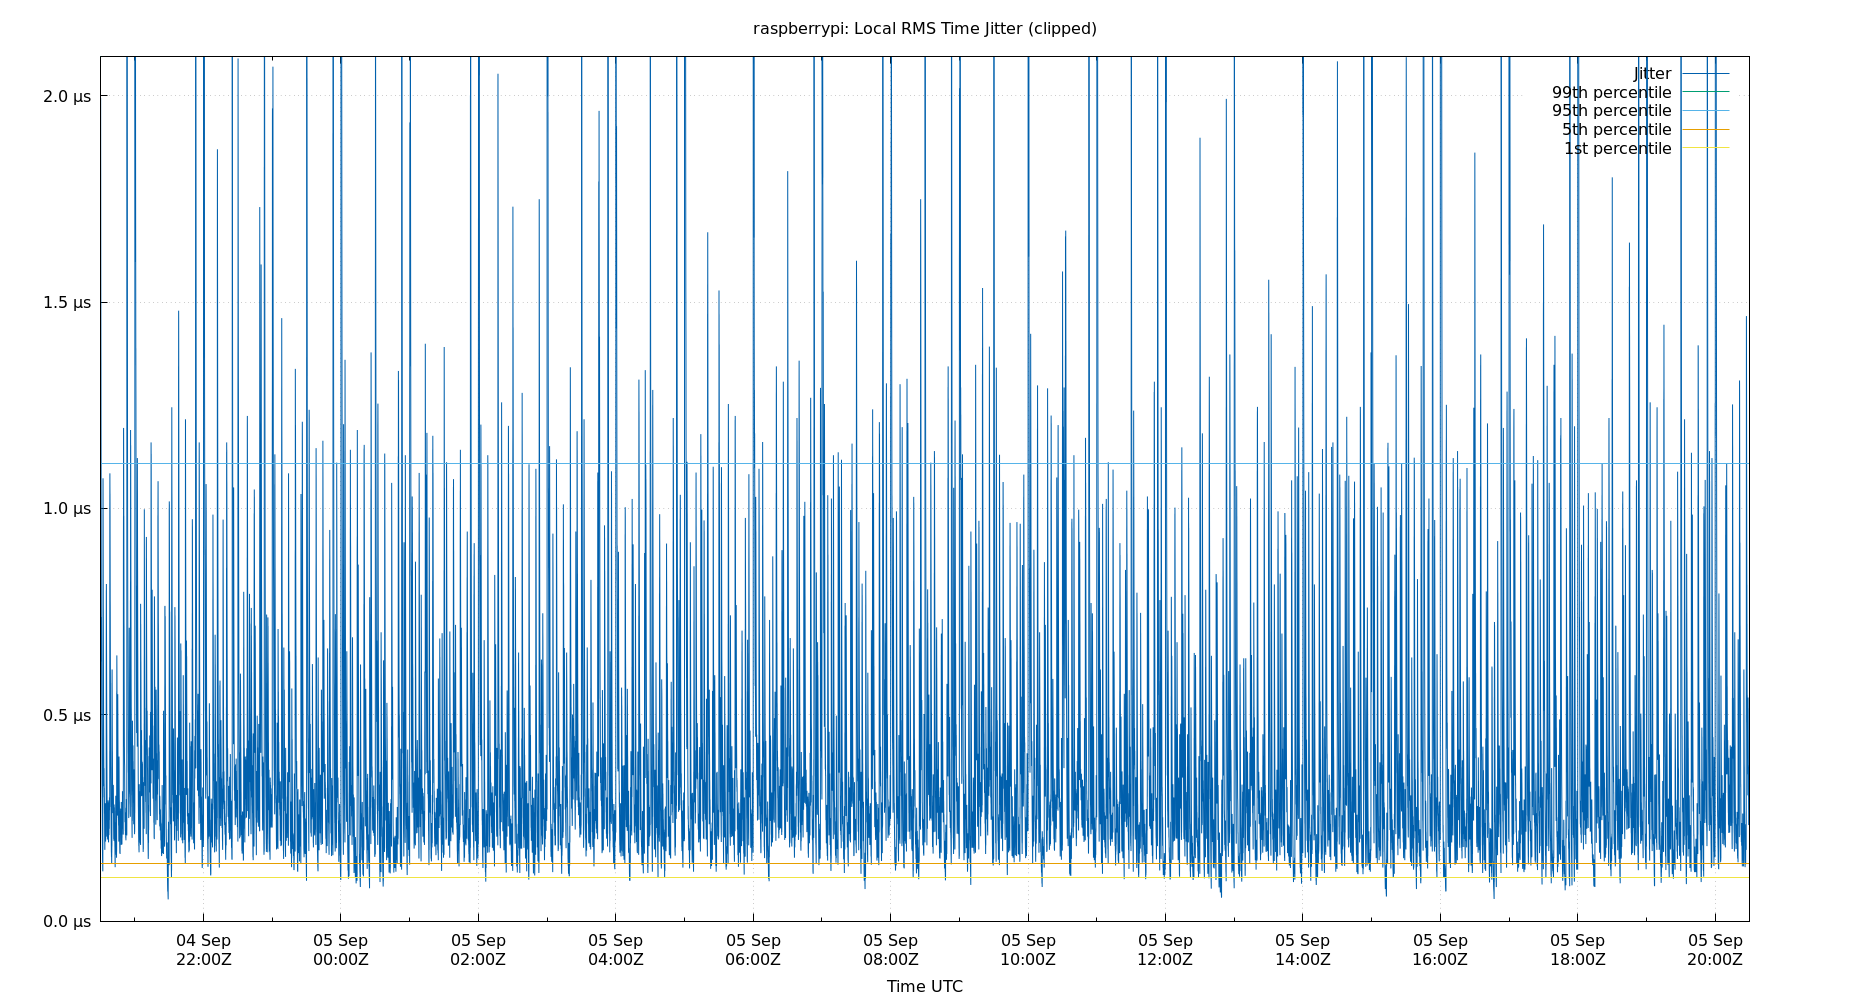 raspberrypi: Local RMS Time Jitter (clipped)
Jitter
99th percentile
95th percentile
5th percentile
1st percentile
2.0 μs
1.5 μs
1.0 μs
0.5 μs
0.0 μs
04 Sep 05 Sep 05 Sep 05 Sep 05 Sep 05 Sep 05 Sep 05 Sep 05 Sep 05 Sep 05 Sep 05 Sep
22:00Z 00:00Z 02:00Z 04:00Z 06:00Z 08:00Z 10:00Z 12:00Z 14:00Z 16:00Z 18:00Z 20:00Z
Time UTC